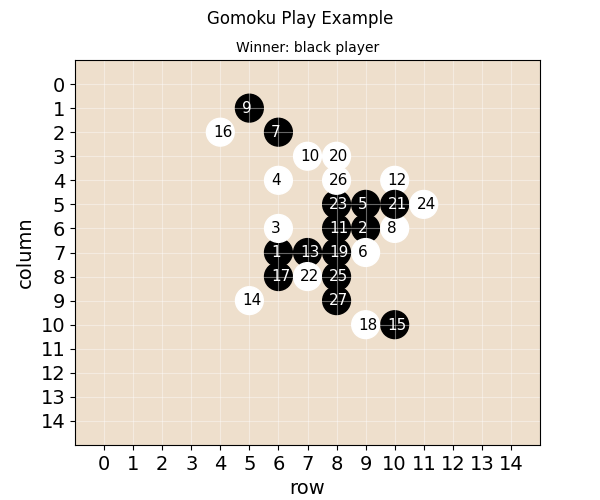 Gomoku Play Example
Winner: black player
0
1 9
2 16 7
3 10 20
4 4 26 12
5 23 5 21 24
6 3 11 2 8
7 1 13 19 6
8 17 22 25
9 14 27
10 18 15
11
12
13
14
column
0 1 2 3 4 5 6 7 8 9 10 11 12 13 14
row